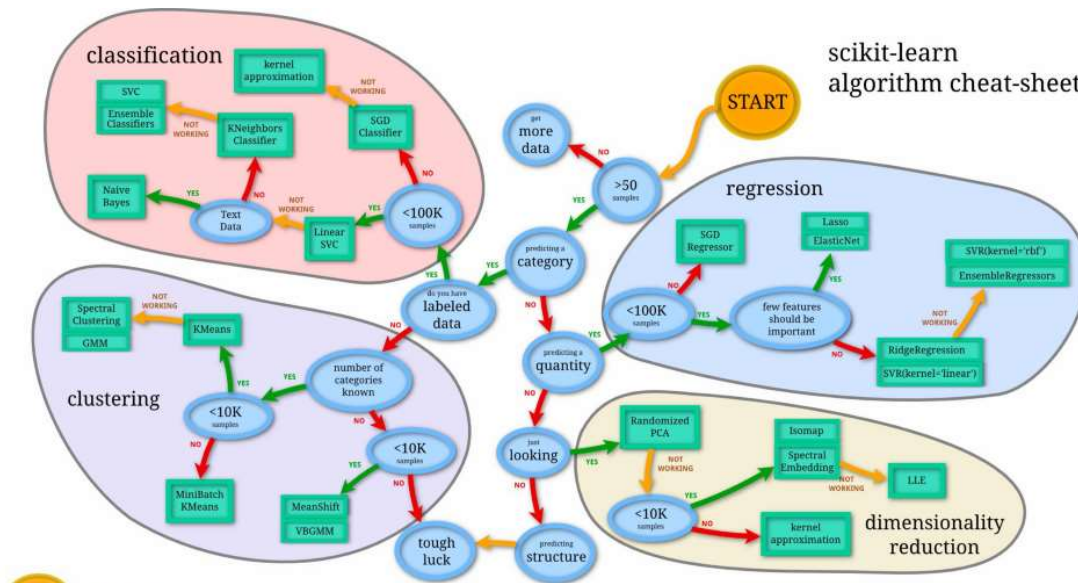 scikit-learn
algorithm cheat-sheet
START
classification
kernel
approximation
NOT
WORKING
SVC
Ensemble
Classifiers
NOT
WORKING
KNeighbors
Classifier
SGD
Classifier
NO
NO
Naive
Bayes
YES
Text
Data
NOT
WORKING
Linear
SVC
YES
<100K
samples
YES
get
more
data
NO
>50
samples
YES
predicting a
category
YES
NO
do you have
labeled
data
NO
predicting a
quantity
YES
NO
just
looking
YES
NO
predicting
structure
tough
luck
regression
SGD
Regressor
NO
<100K
samples
YES
Lasso
ElasticNet
YES
few features
should be
important
NO
SVR(kernel='rbf')
EnsembleRegressors
NOT
WORKING
RidgeRegression
SVR(kernel='linear')
clustering
Spectral
Clustering
GMM
NOT
WORKING
KMeans
YES
<10K
samples
NO
MiniBatch
KMeans
YES
number of
categories
known
NO
<10K
samples
YES
NO
MeanShift
VBGMM
dimensionality
reduction
Randomized
PCA
NOT
WORKING
<10K
samples
YES
NO
Isomap
Spectral
Embedding
NOT
WORKING
LLE
kernel
approximation